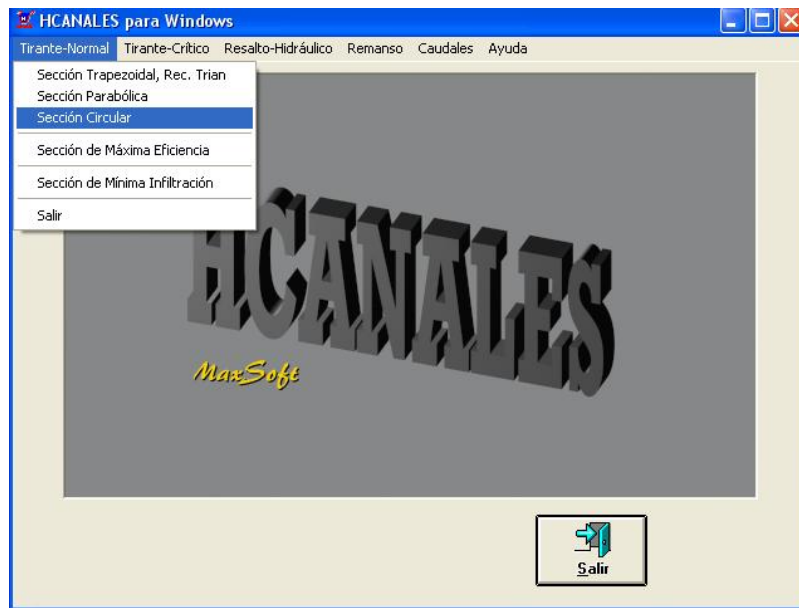 HCANALES para Windows
Tirante-Normal Tirante-Crítico Resalto-Hidráulico Remanso Caudales Ayuda
Sección Trapezoidal, Rec. Trian
Sección Parabólica
Sección Circular
Sección de Máxima Eficiencia
Sección de Mínima Infiltración
Salir
HCANALES
MaxSoft
Salir